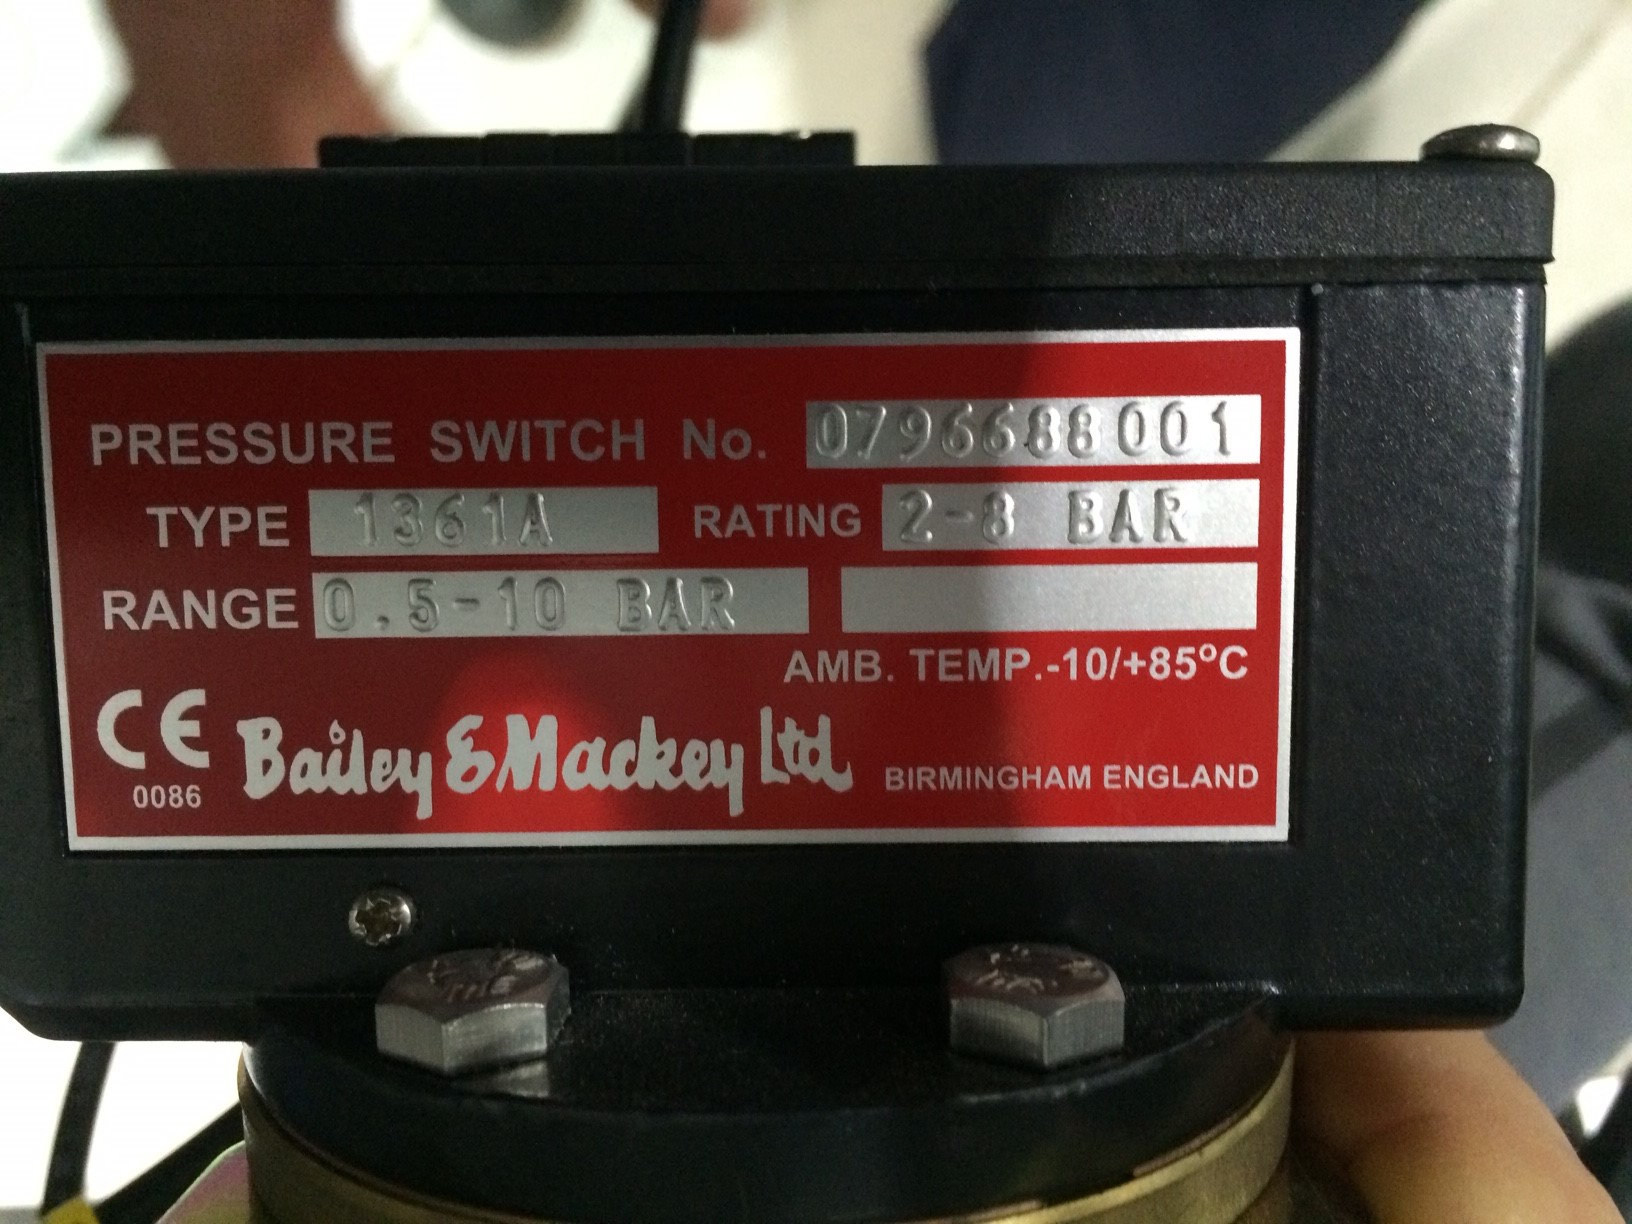 PRESSURE SWITCH No. 0796688001
TYPE 1361A RATING 2-8 BAR
RANGE 0.5-10 BAR
AMB. TEMP.-10/+85ºC
CE 0086 Bailey & Mackey Ltd BIRMINGHAM ENGLAND